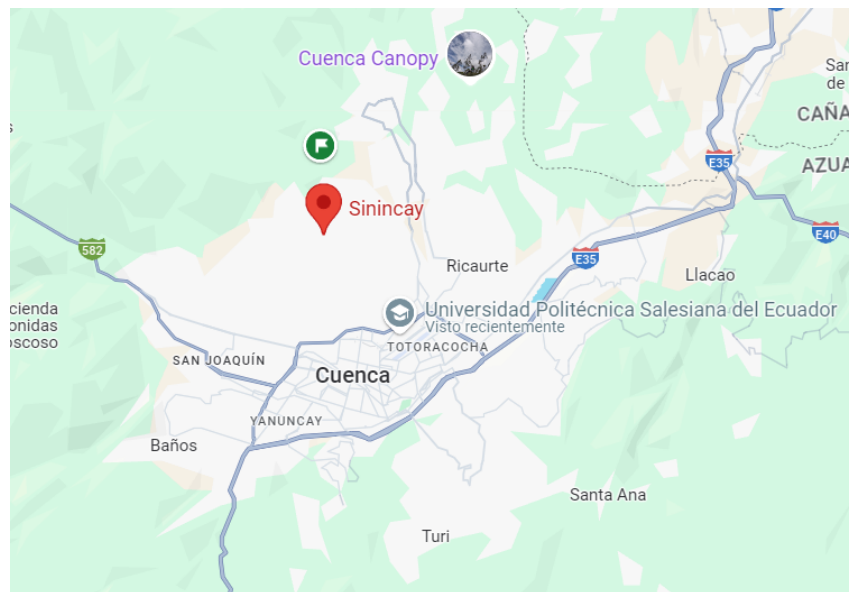 Cuenca Canopy
San
de
CAÑA
E35
AZUA
Sinincay
E40
582
E35
Ricaurte
Llacao
cienda
onidas
oscoso
Universidad Politécnica Salesiana del Ecuador
Visto recientemente
TOTORACOCHA
SAN JOAQUÍN
Cuenca
YANUNCAY
Baños
Santa Ana
Turi